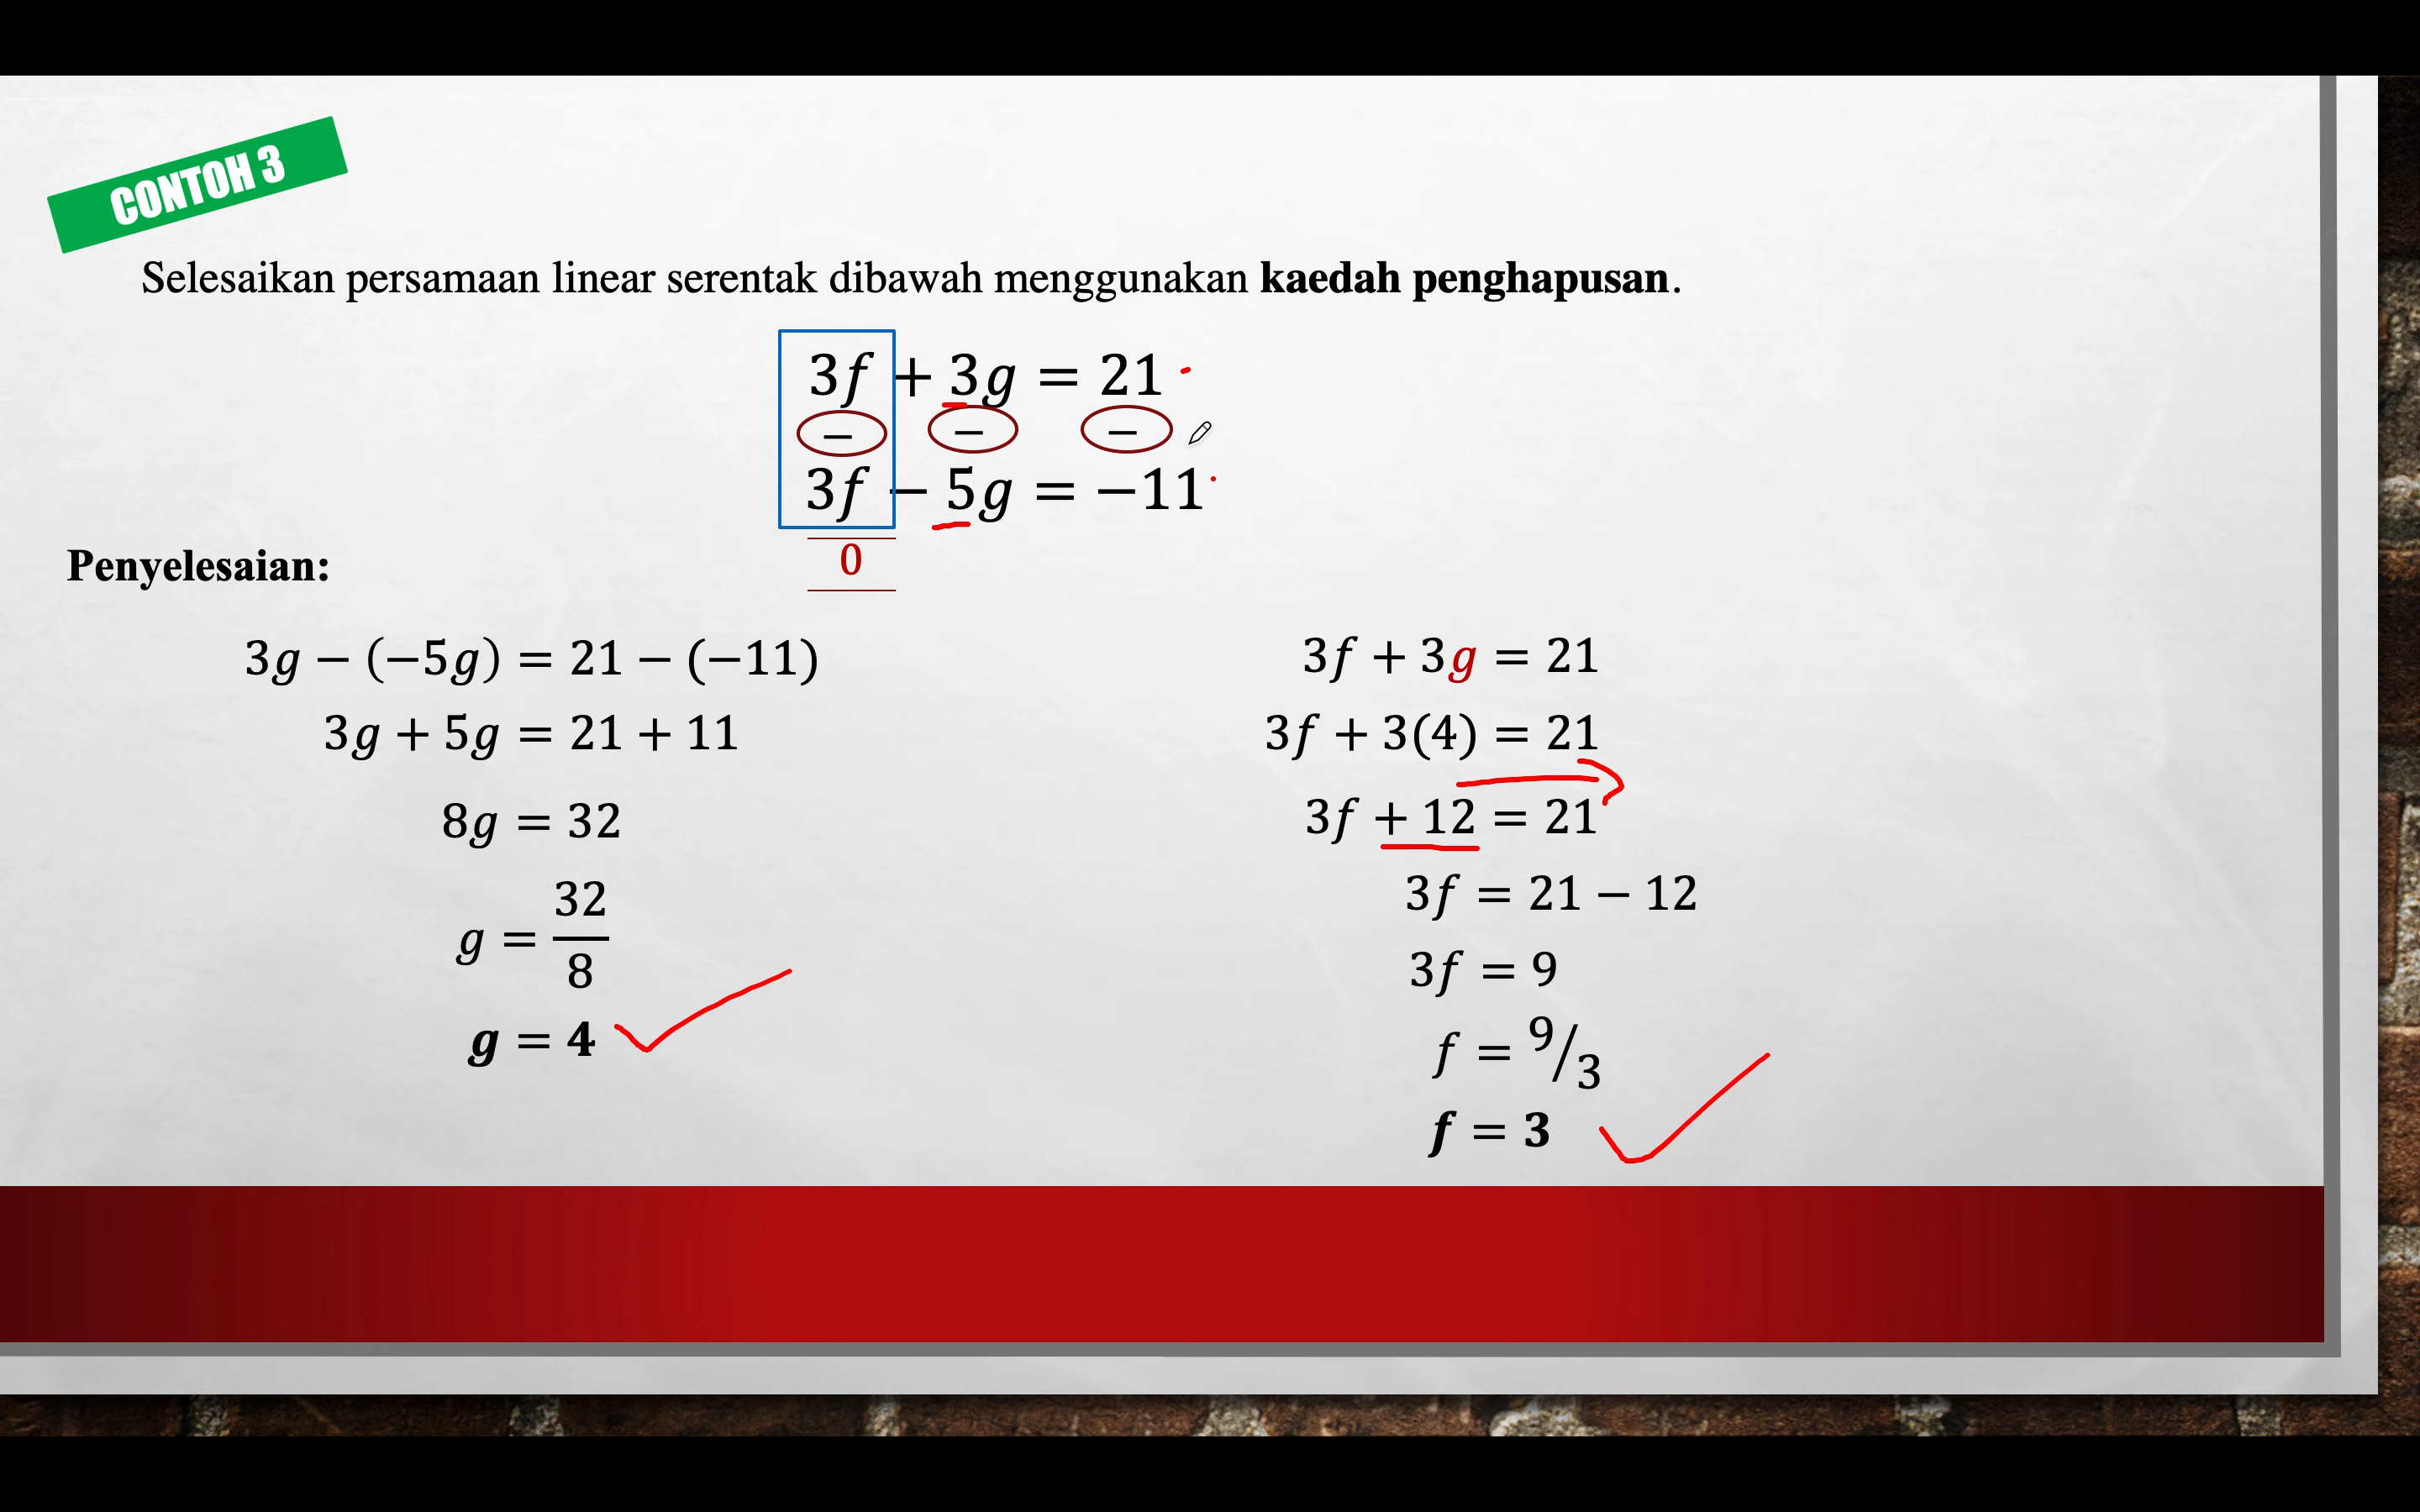 CONTOH 3
Selesaikan persamaan linear serentak dibawah menggunakan kaedah penghapusan.
3f + 3g = 21
− − −
3f − 5g = −11
0
Penyelesaian:
3g − (−5g) = 21 − (−11)
3g + 5g = 21 + 11
8g = 32
g = 32/8
g = 4
3f + 3g = 21
3f + 3(4) = 21
3f + 12 = 21
3f = 21 − 12
3f = 9
f = 9/3
f = 3